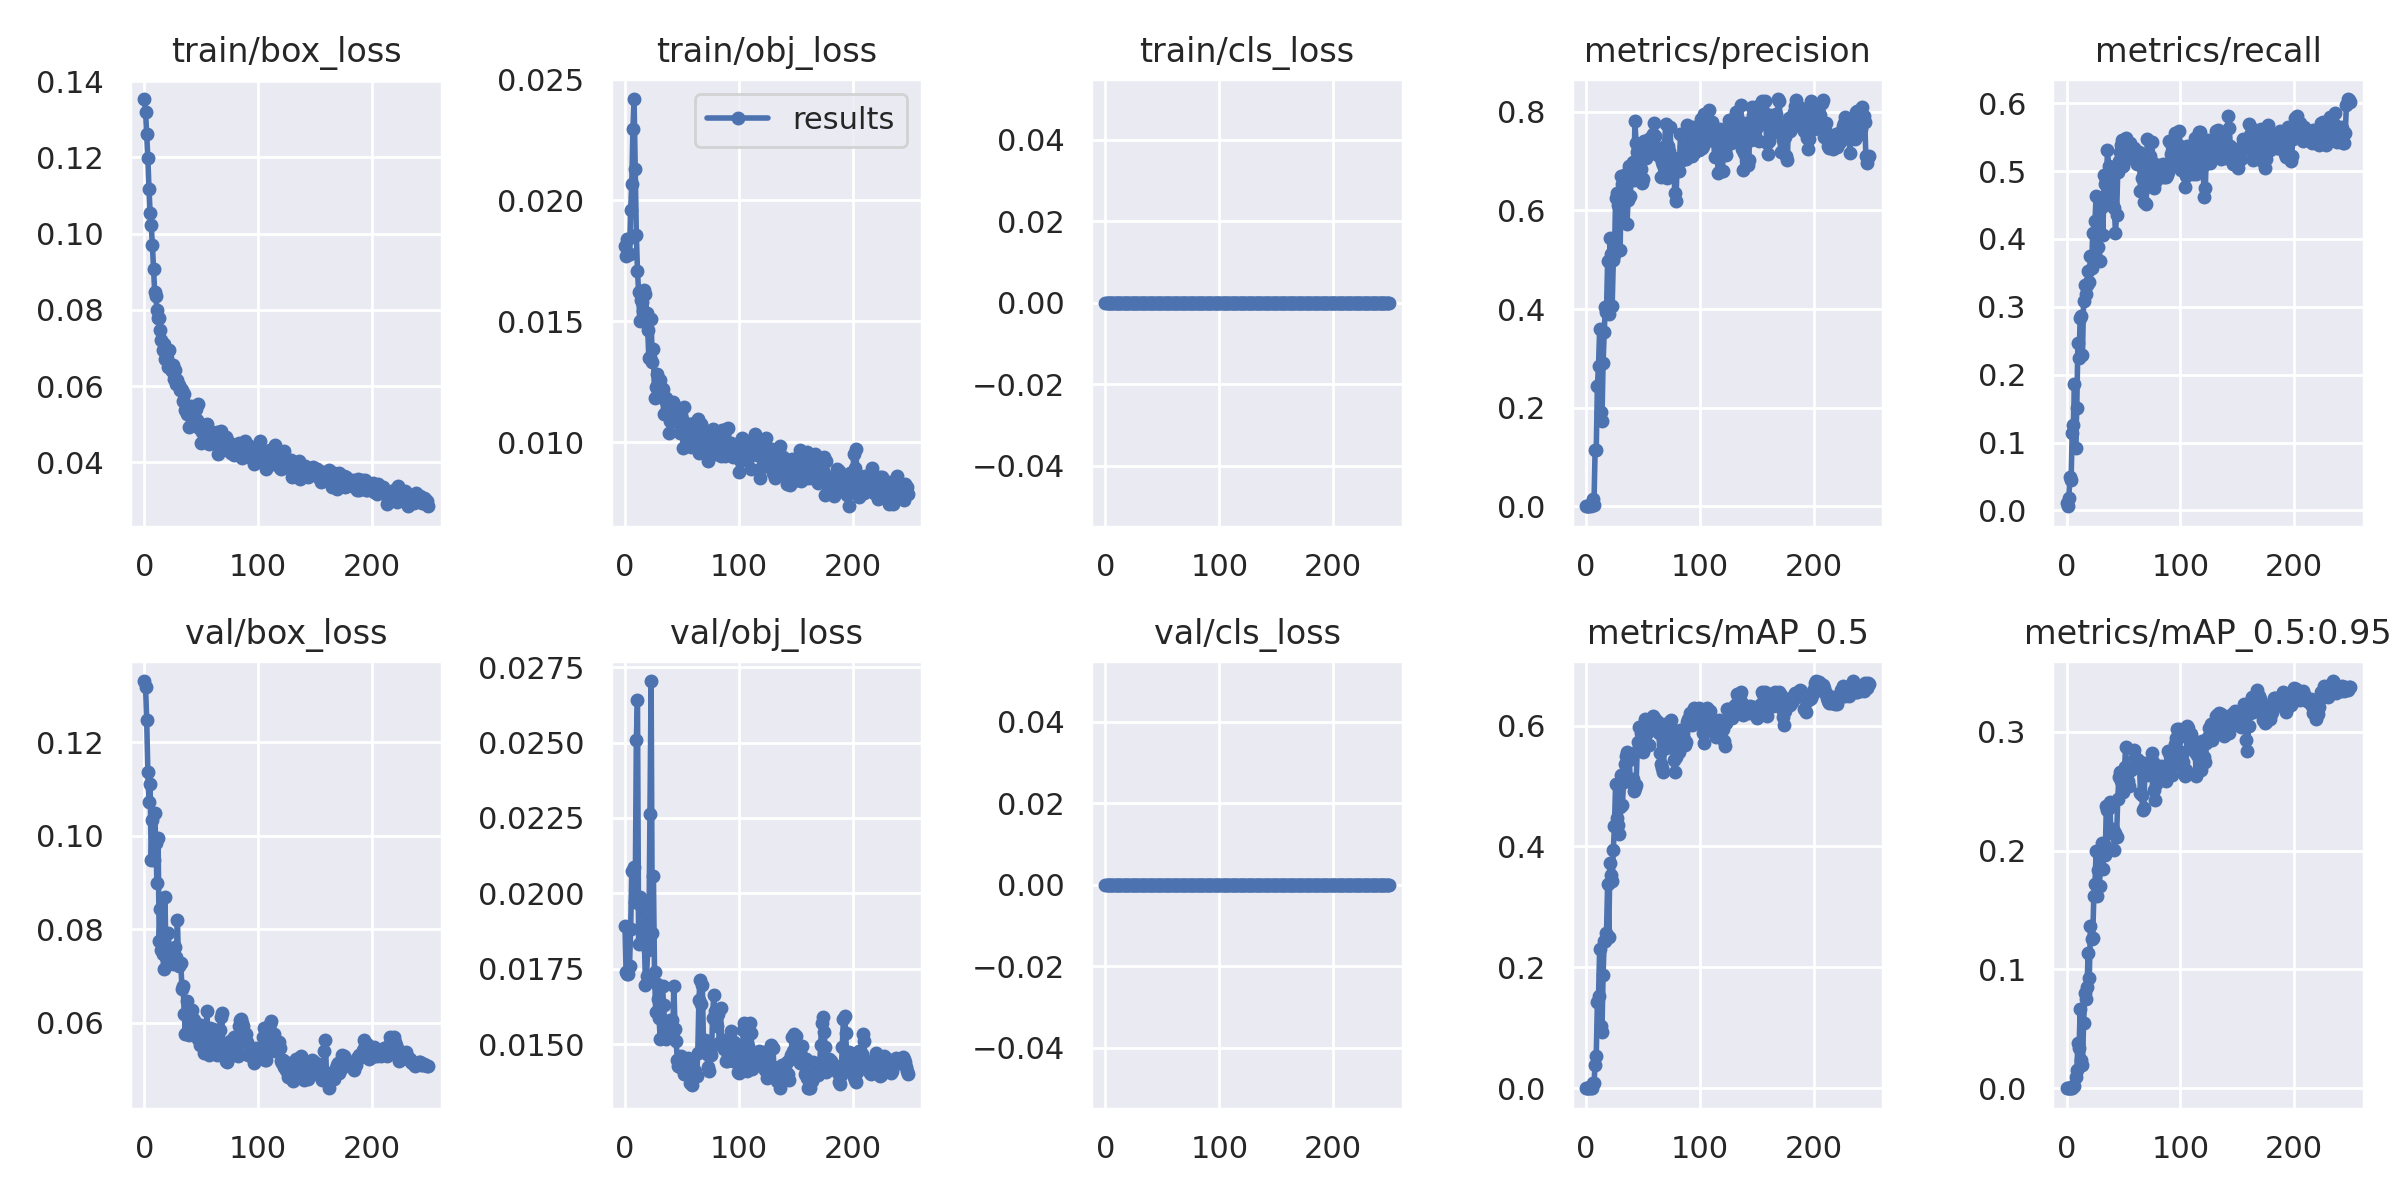 train/box_loss
0.14
0.12
0.10
0.08
0.06
0.04
0 100 200
train/obj_loss
results
0.025
0.020
0.015
0.010
0 100 200
train/cls_loss
0.04
0.02
0.00
−0.02
−0.04
0 100 200
metrics/precision
0.8
0.6
0.4
0.2
0.0
0 100 200
metrics/recall
0.6
0.5
0.4
0.3
0.2
0.1
0.0
0 100 200
val/box_loss
0.12
0.10
0.08
0.06
0 100 200
val/obj_loss
0.0275
0.0250
0.0225
0.0200
0.0175
0.0150
0 100 200
val/cls_loss
0.04
0.02
0.00
−0.02
−0.04
0 100 200
metrics/mAP_0.5
0.6
0.4
0.2
0.0
0 100 200
metrics/mAP_0.5:0.95
0.3
0.2
0.1
0.0
0 100 200